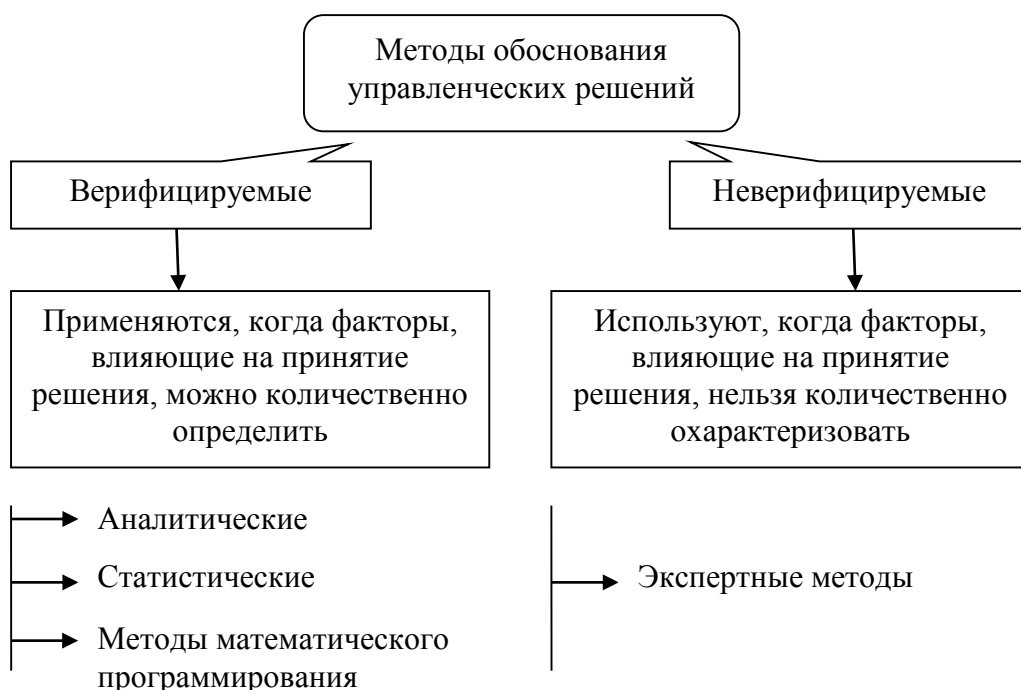 Методы обоснования
управленческих решений
Верифицируемые
Неверифицируемые
Применяются, когда факторы,
влияющие на принятие
решения, можно количественно
определить
Используют, когда факторы,
влияющие на принятие
решения, нельзя количественно
охарактеризовать
Аналитические
Статистические
Методы математического
программирования
Экспертные методы